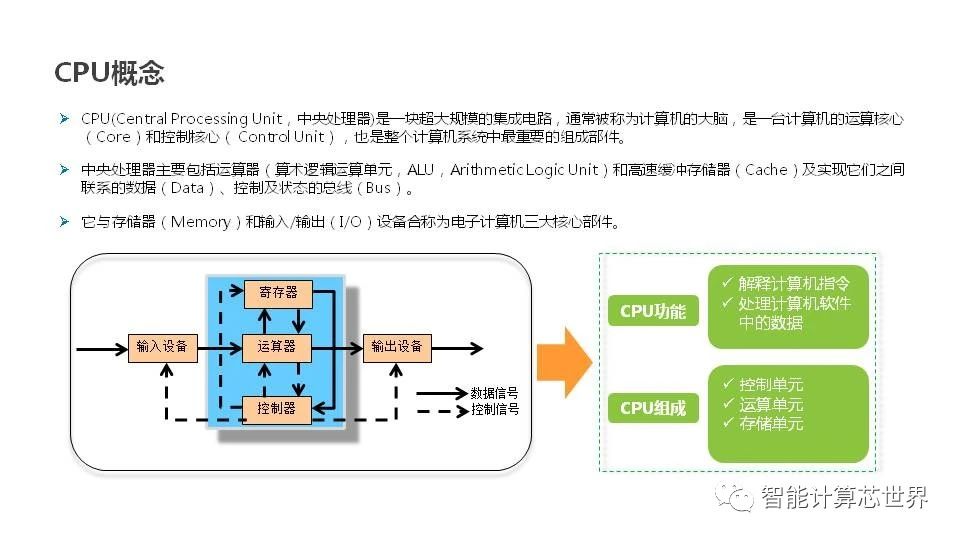 CPU概念
CPU(Central Processing Unit，中央处理器)是一块超大规模的集成电路，通常被称为计算机的大脑，是一台计算机的运算核心
（Core）和控制核心（ Control Unit），也是整个计算机系统中最重要的组成部件。
中央处理器主要包括运算器（算术逻辑运算单元，ALU，Arithmetic Logic Unit）和高速缓冲存储器（Cache）及实现它们之间
联系的数据（Data）、控制及状态的总线（Bus）。
它与存储器（Memory）和输入/输出（I/O）设备合称为电子计算机三大核心部件。
寄存器
输入设备
运算器
输出设备
控制器
数据信号
控制信号
CPU功能
✓ 解释计算机指令
✓ 处理计算机软件
中的数据
CPU组成
✓ 控制单元
✓ 运算单元
✓ 存储单元
智能计算芯世界